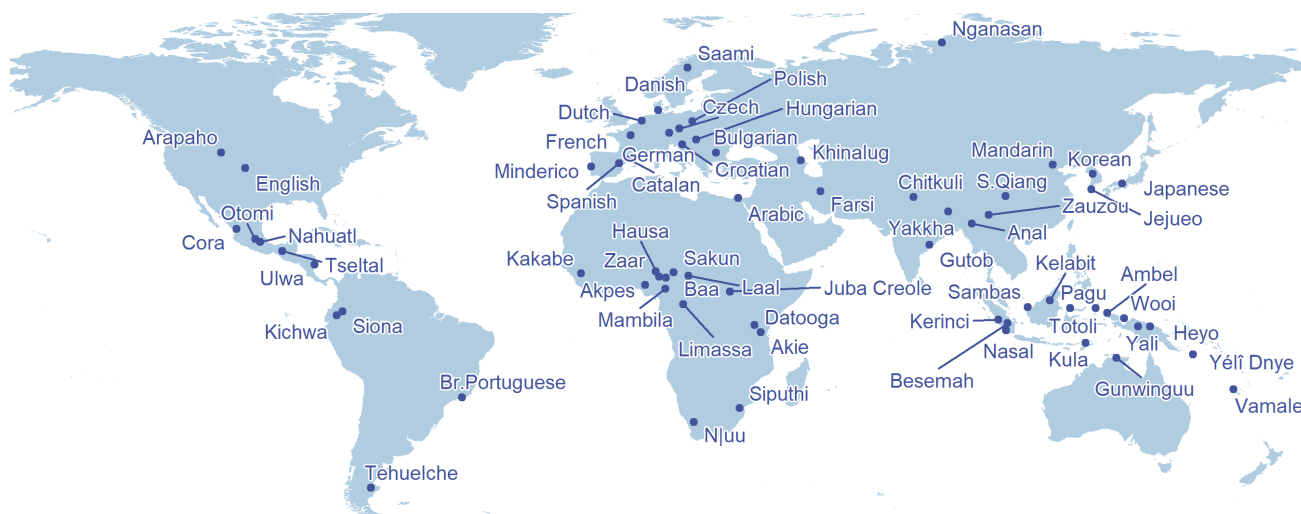 Nganasan
Saami
Polish
Danish
Czech
Hungarian
Dutch
Arapaho
French
Bulgarian
Mandarin
Korean
German
Khinalug
Minderico
Croatian
English
Catalan
Chitkuli
S.Qiang
Japanese
Spanish
Farsi
Zauzou
Otomi
Arabic
Jejueo
Yakkha
Anal
Hausa
Nahuatl
Cora
Kakabe
Zaar
Sakun
Gutob
Kelabit
Tseltal
Ambel
Ulwa
Akpes
Baa
Laal
Juba Creole
Sambas
Pagu
Wooi
Mambila
Datooga
Kerinci
Totoli
Kichwa
Siona
Akie
Heyo
Limassa
Nasal
Yali
Kula
Yélî Dnye
Besemah
Br.Portuguese
Siputhi
Gunwinguu
Vamale
N|uu
Tehuelche